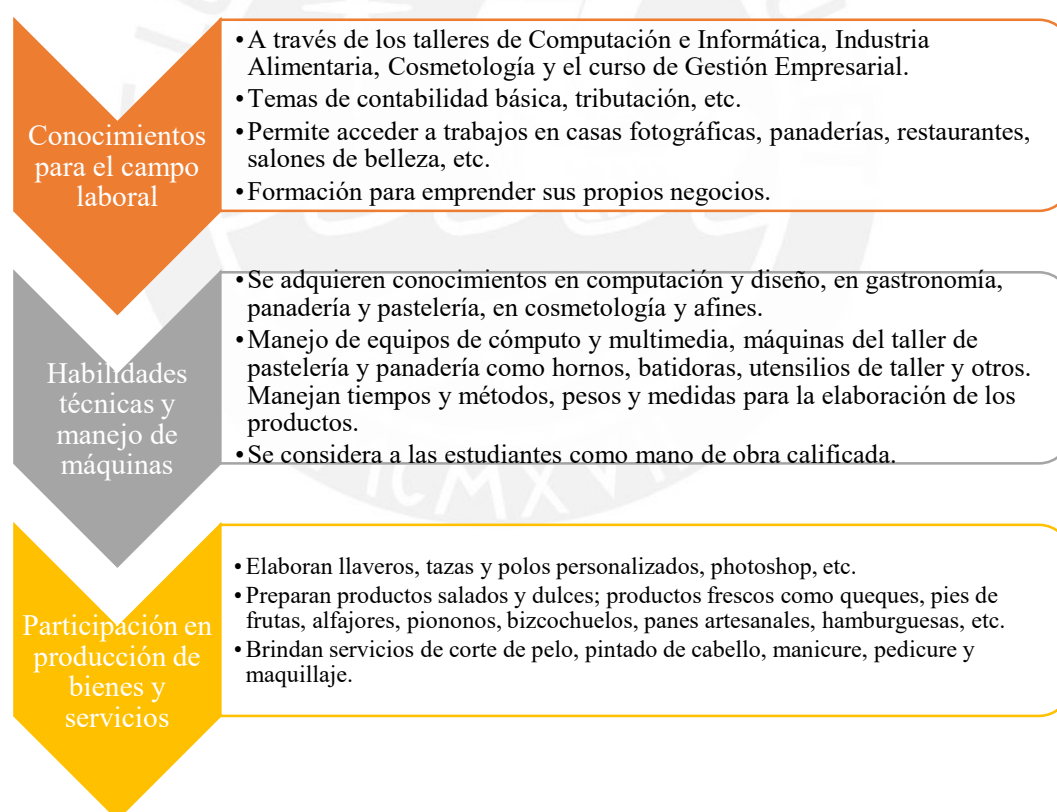 Conocimientos
para el campo
laboral
•A través de los talleres de Computación e Informática, Industria
Alimentaria, Cosmetología y el curso de Gestión Empresarial.
•Temas de contabilidad básica, tributación, etc.
•Permite acceder a trabajos en casas fotográficas, panaderías, restaurantes,
salones de belleza, etc.
•Formación para emprender sus propios negocios.
Habilidades
técnicas y
manejo de
máquinas
•Se adquieren conocimientos en computación y diseño, en gastronomía,
panadería y pastelería, en cosmetología y afines.
•Manejo de equipos de cómputo y multimedia, máquinas del taller de
pastelería y panadería como hornos, batidoras, utensilios de taller y otros.
Manejan tiempos y métodos, pesos y medidas para la elaboración de los
productos.
•Se considera a las estudiantes como mano de obra calificada.
Participación en
producción de
bienes y
servicios
•Elaboran llaveros, tazas y polos personalizados, photoshop, etc.
•Preparan productos salados y dulces; productos frescos como queques, pies de
frutas, alfajores, piononos, bizcochuelos, panes artesanales, hamburguesas, etc.
•Brindan servicios de corte de pelo, pintado de cabello, manicure, pedicure y
maquillaje.